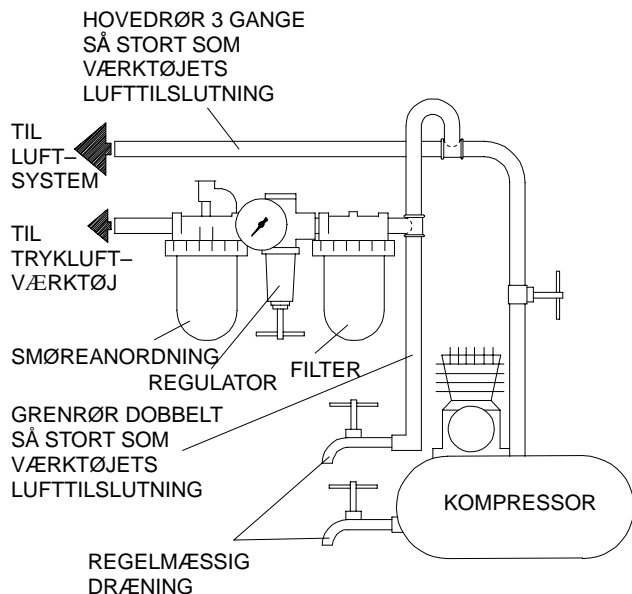 HOVEDRØR 3 GANGE
SÅ STORT SOM
VÆRKTØJETS
LUFTTILSLUTNING
TIL
LUFT–
SYSTEM
TIL
TRYKLUFT–
VÆRKTØJ
SMØREANORDNING
REGULATOR
FILTER
GRENRØR DOBBELT
SÅ STORT SOM
VÆRKTØJETS
LUFTTILSLUTNING
KOMPRESSOR
REGELMÆSSIG
DRÆNING